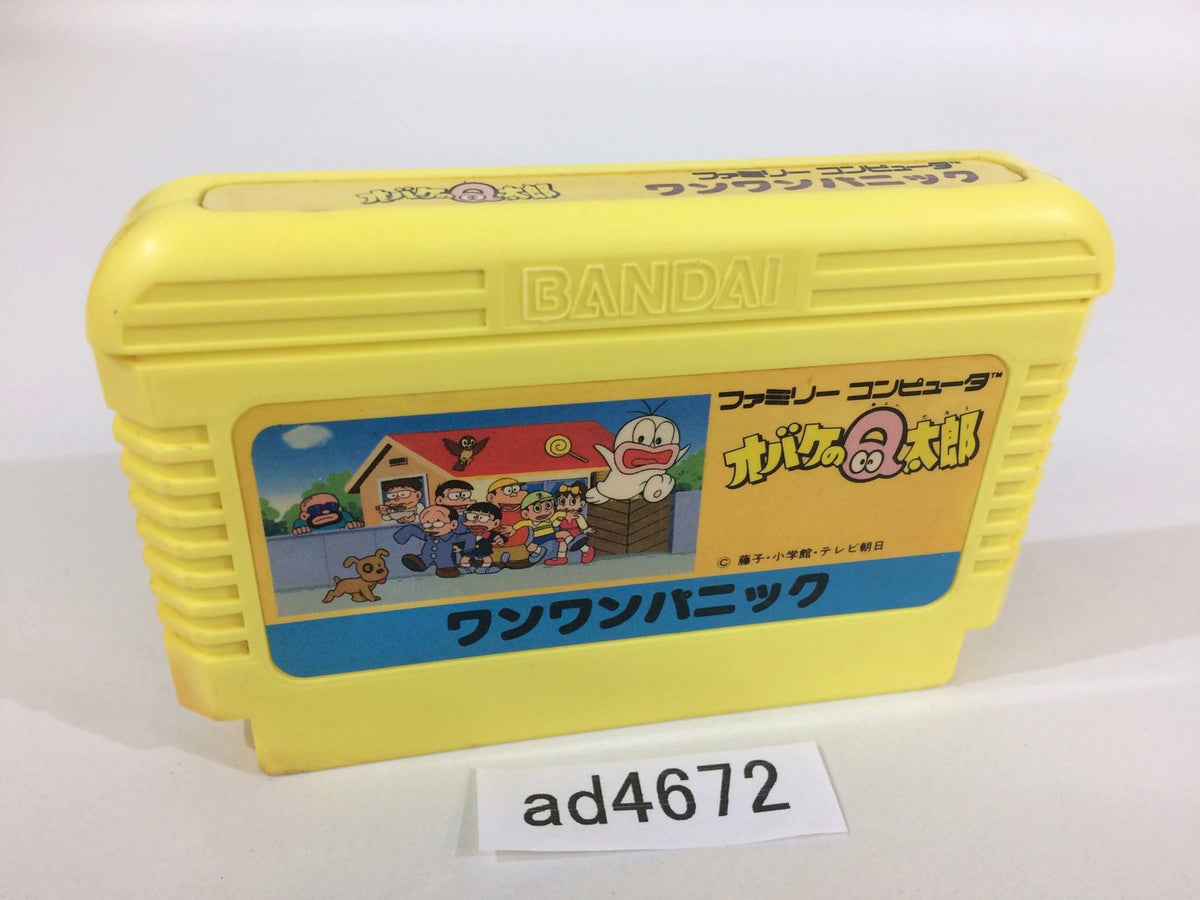 オバケのQ太郎
ファミリー コンピュータ™
ワンワンパニック
BANDAI
ファミリー コンピュータ™
オバケのQ太郎
© 藤子・小学館・テレビ朝日
ワンワンパニック
ad4672